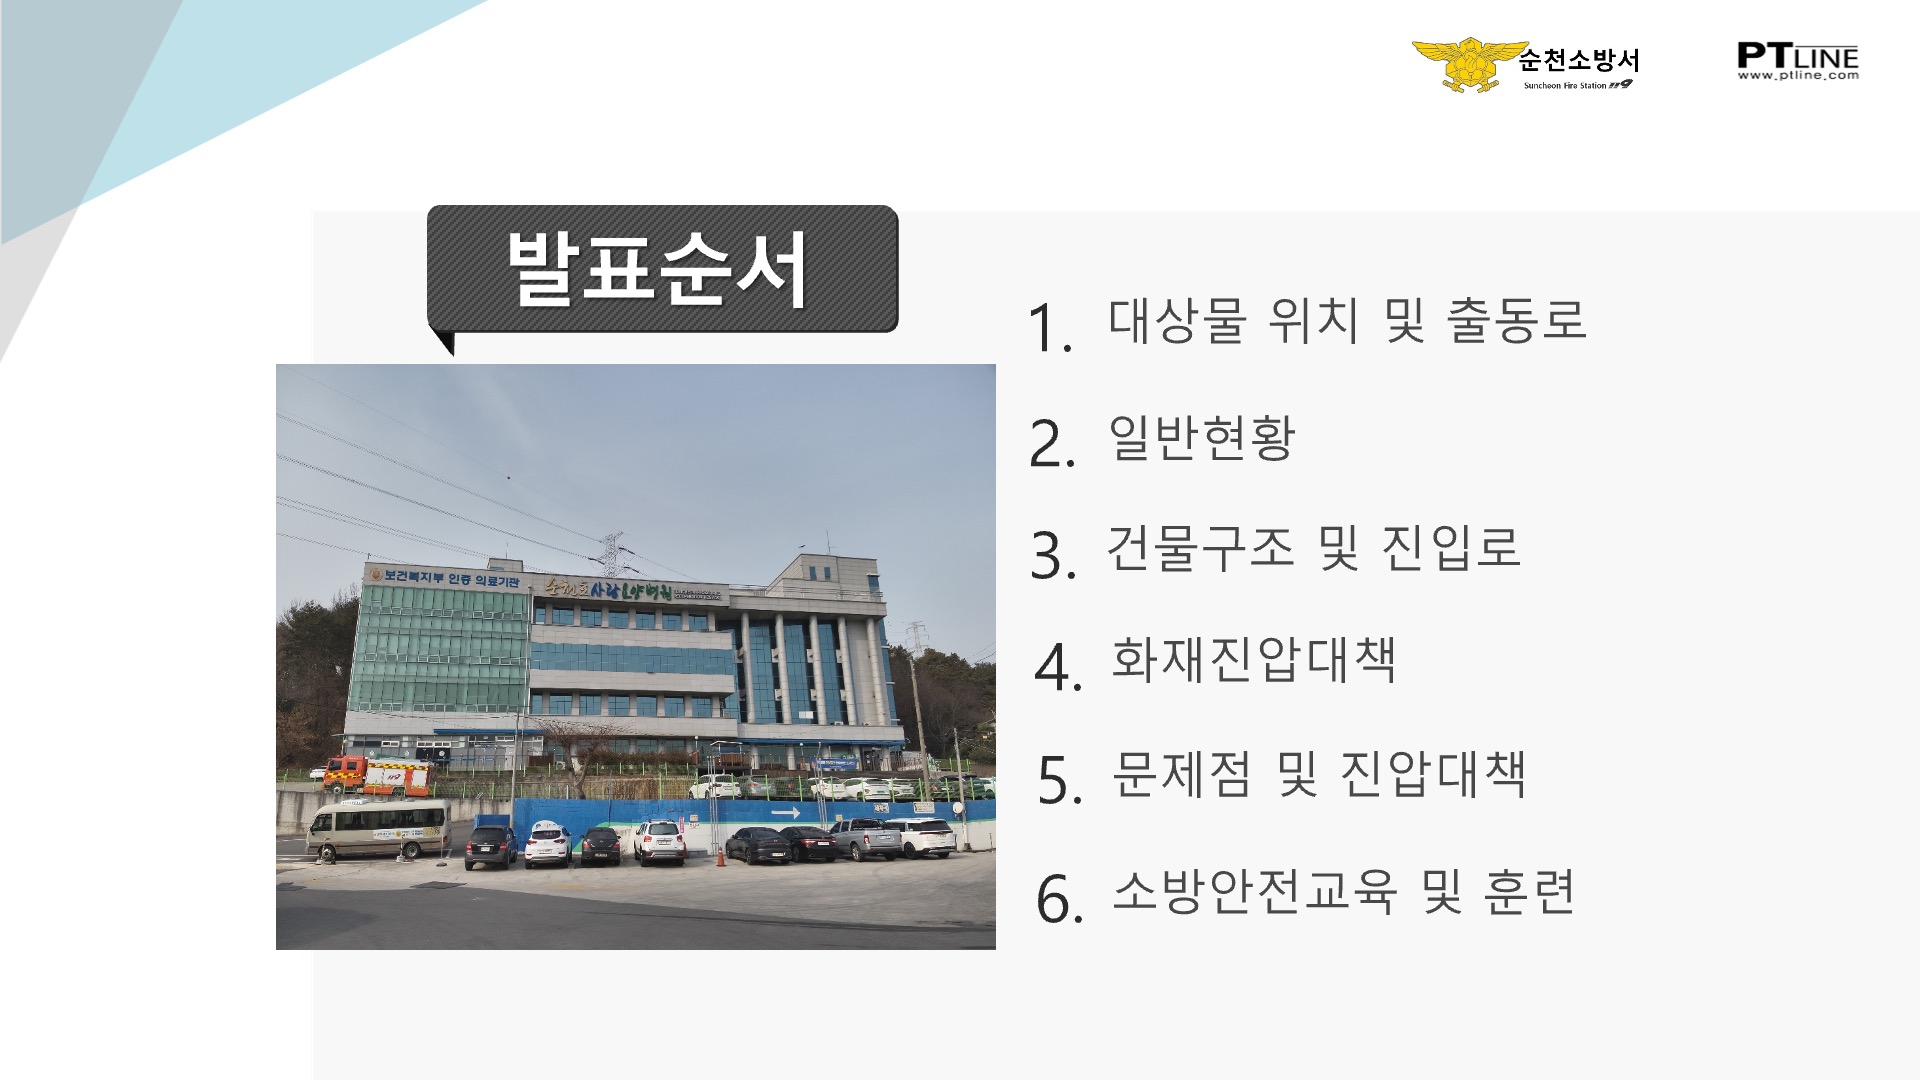 순천소방서
Suncheon Fire Station 119
PTLINE
www.ptline.com
발표순서
보건복지부 인증 의료기관
순천효사랑요양병원
119
1. 대상물 위치 및 출동로
2. 일반현황
3. 건물구조 및 진입로
4. 화재진압대책
5. 문제점 및 진압대책
6. 소방안전교육 및 훈련